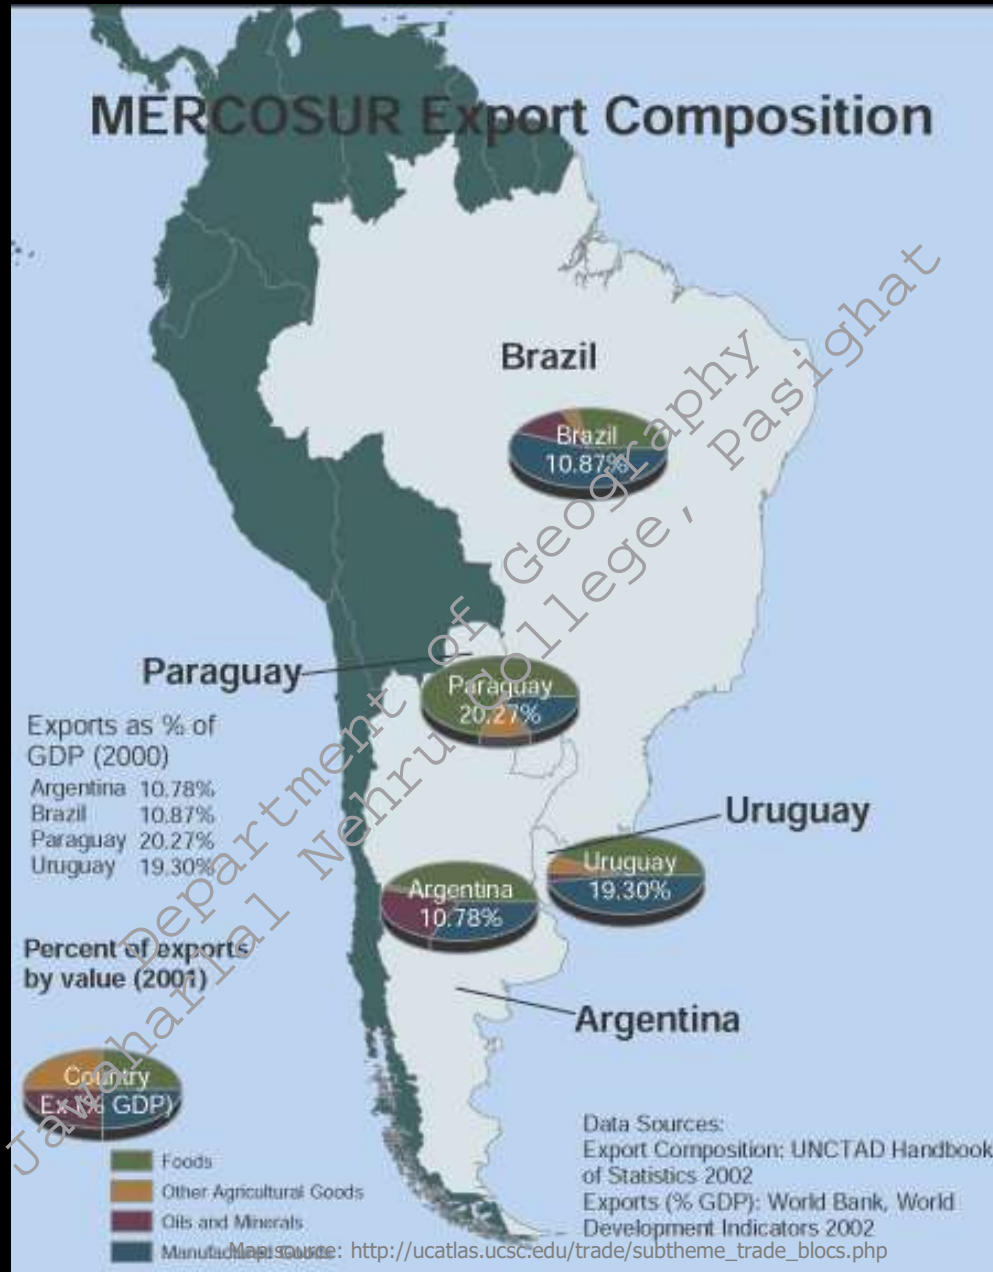 MERCOSUR Export Composition
Brazil
Brazil
10.87%
Paraguay
Paraguay
20.27%
Exports as % of
GDP (2000)
Argentina 10.78%
Brazil 10.87%
Paraguay 20.27%
Uruguay 19.30%
Uruguay
Uruguay
19.30%
Argentina
10.78%
Percent of exports
by value (2001)
Argentina
Country
Ex (% GDP)
Foods
Other Agricultural Goods
Oils and Minerals
Manufactured Goods
Data Sources:
Export Composition: UNCTAD Handbook
of Statistics 2002
Exports (% GDP): World Bank, World
Development Indicators 2002
Map source: http://ucatlas.ucsc.edu/trade/subtheme_trade_blocs.php
Department of Geography
Jawaharlal Nehru College, Pasighat